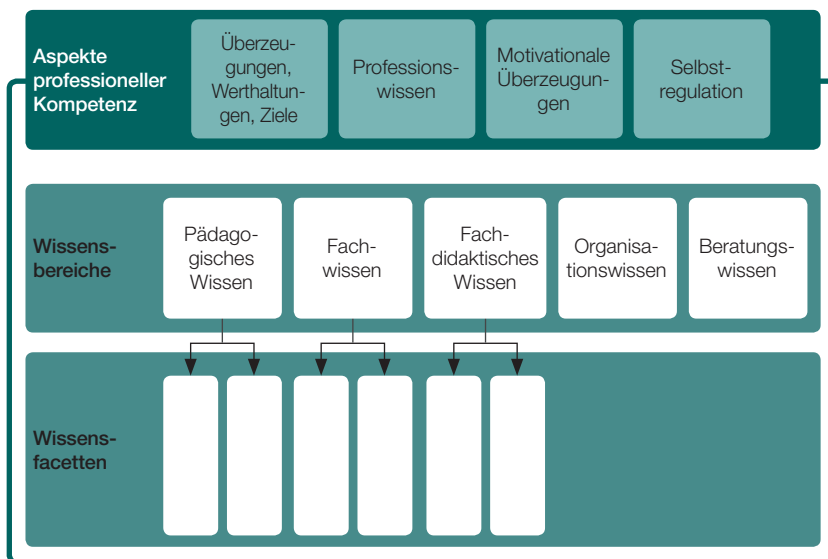 Aspekte
professioneller
Kompetenz
Überzeu-
gungen,
Werthaltun-
gen, Ziele
Professions-
wissen
Motivationale
Überzeugun-
gen
Selbst-
regulation
Wissens-
bereiche
Pädago-
gisches
Wissen
Fach-
wissen
Fach-
didaktisches
Wissen
Organisa-
tionswissen
Beratungs-
wissen
Wissens-
facetten